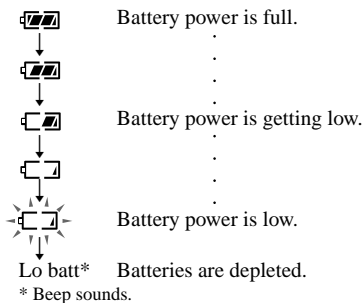 Battery power is full.
Battery power is getting low.
Battery power is low.
Lo batt* Batteries are depleted.
* Beep sounds.